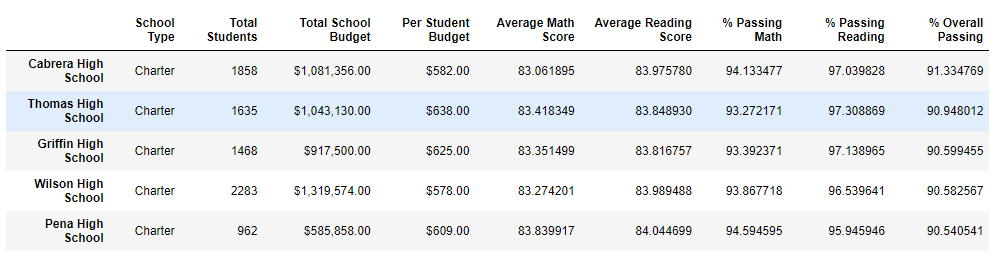 School Type Total Students Total School Budget Per Student Budget Average Math Score Average Reading Score % Passing Math % Passing Reading % Overall Passing
Cabrera High School Charter 1858 $1,081,356.00 $582.00 83.061895 83.975780 94.133477 97.039828 91.334769
Thomas High School Charter 1635 $1,043,130.00 $638.00 83.418349 83.848930 93.272171 97.308869 90.948012
Griffin High School Charter 1468 $917,500.00 $625.00 83.351499 83.816757 93.392371 97.138965 90.599455
Wilson High School Charter 2283 $1,319,574.00 $578.00 83.274201 83.989488 93.867718 96.539641 90.582567
Pena High School Charter 962 $585,858.00 $609.00 83.839917 84.044699 94.594595 95.945946 90.540541